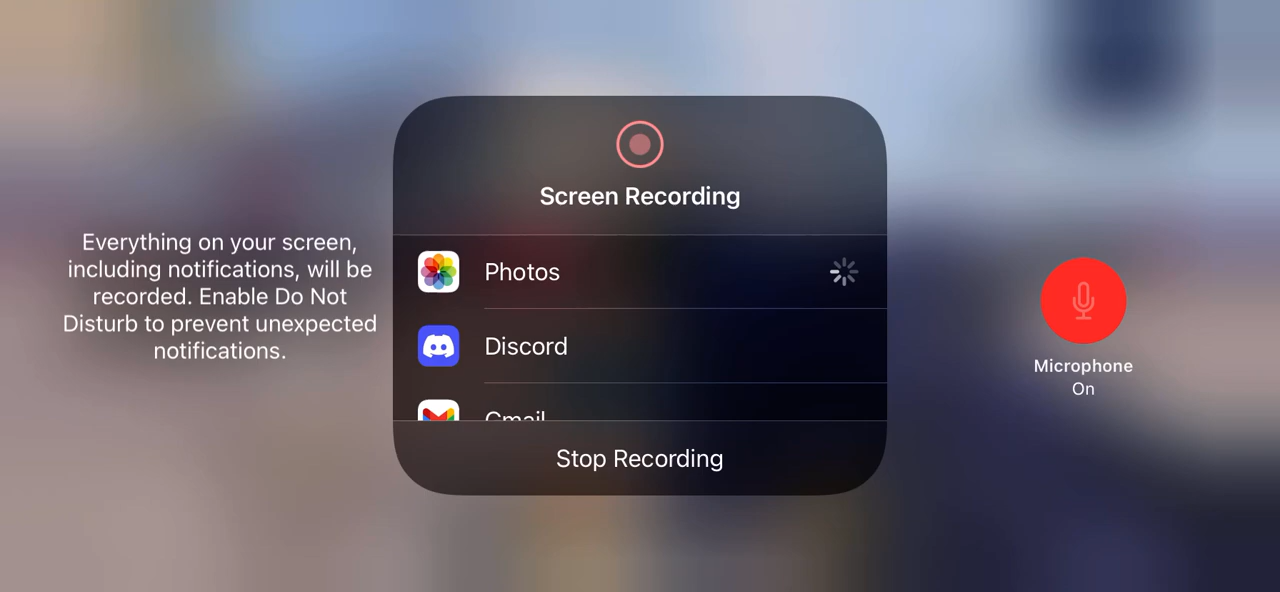 Screen Recording
Everything on your screen,
including notifications, will be
recorded. Enable Do Not
Disturb to prevent unexpected
notifications.
Photos
Discord
Gmail
Stop Recording
Microphone
On